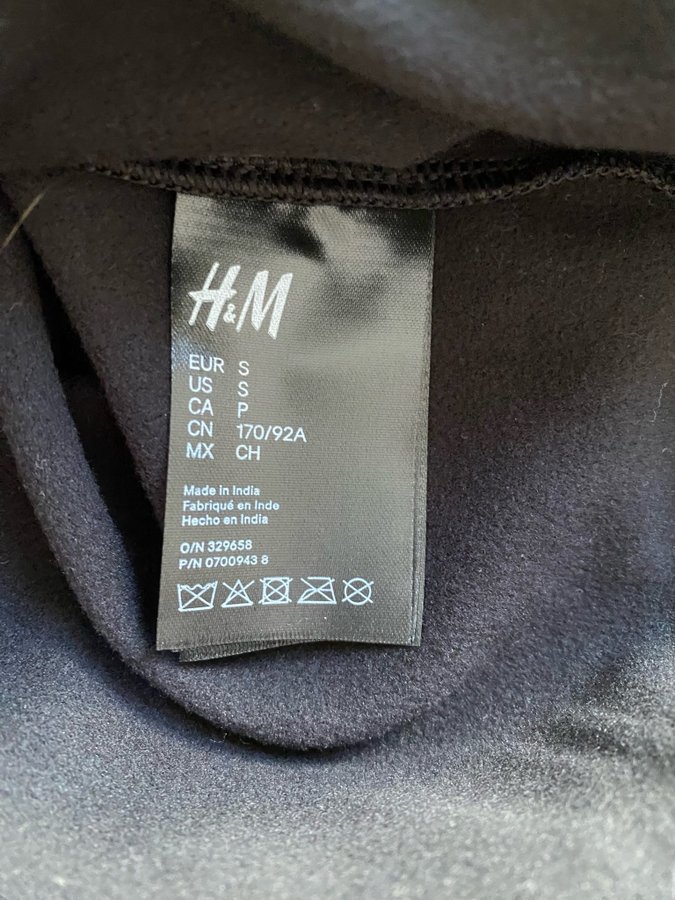 H&M
EUR S
US S
CA P
CN 170/92A
MX CH
Made in India
Fabriqué en Inde
Hecho en India
O/N 329658
P/N 0700943 8